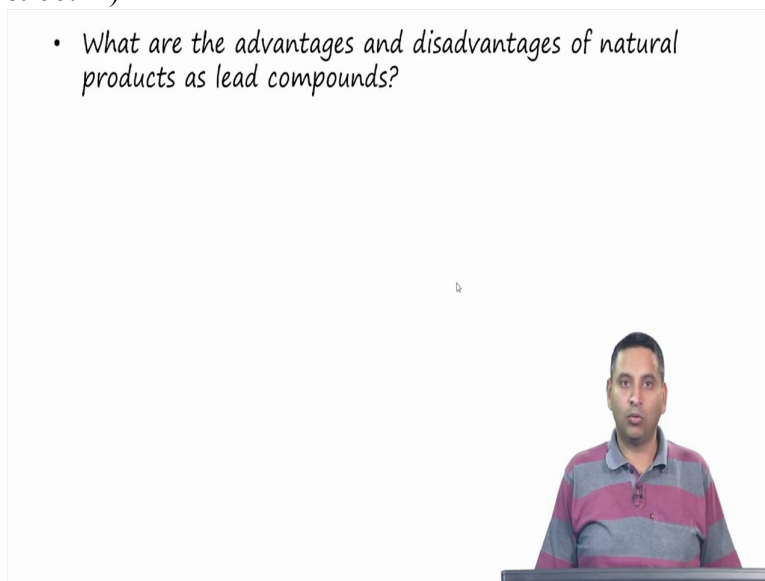 • What are the advantages and disadvantages of natural
products as lead compounds?